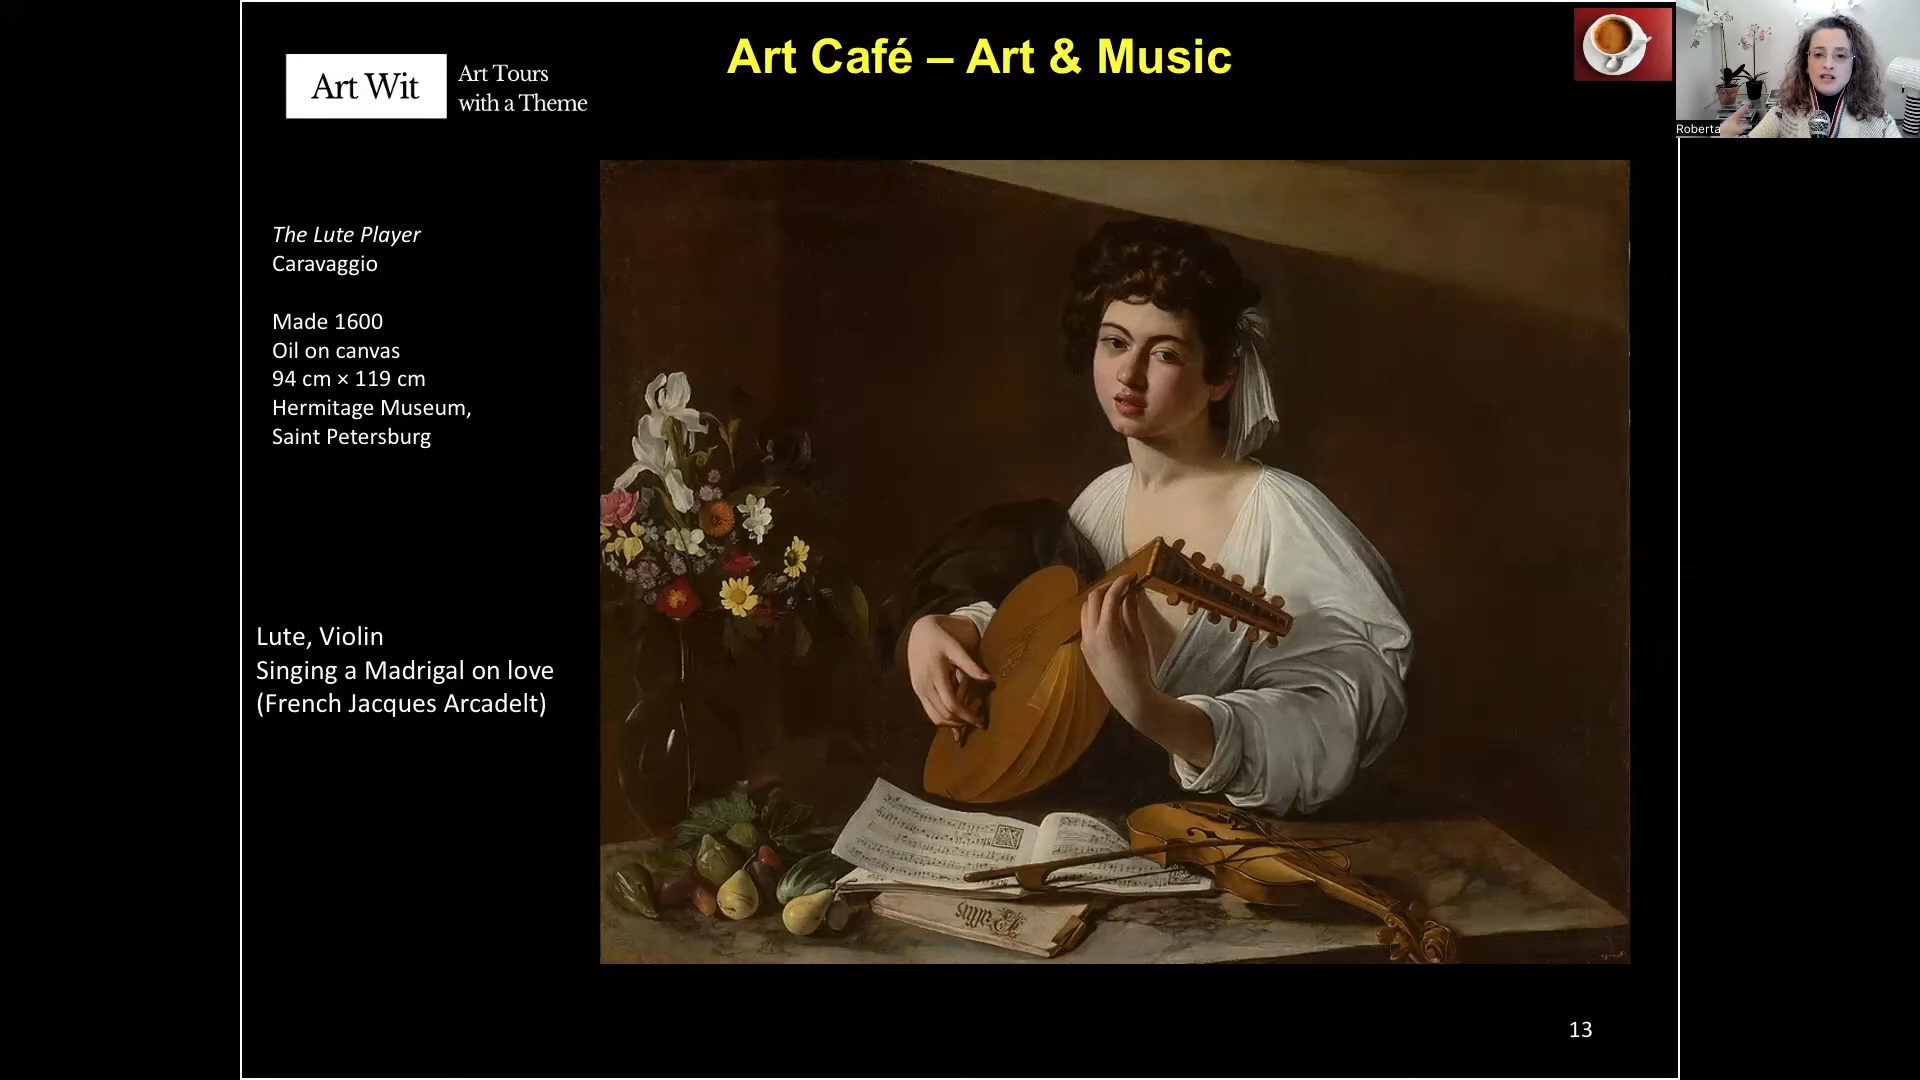 Art Café – Art & Music
Art Wit
Art Tours
with a Theme
Roberta
The Lute Player
Caravaggio
Made 1600
Oil on canvas
94 cm × 119 cm
Hermitage Museum,
Saint Petersburg
Lute, Violin
Singing a Madrigal on love
(French Jacques Arcadelt)
13